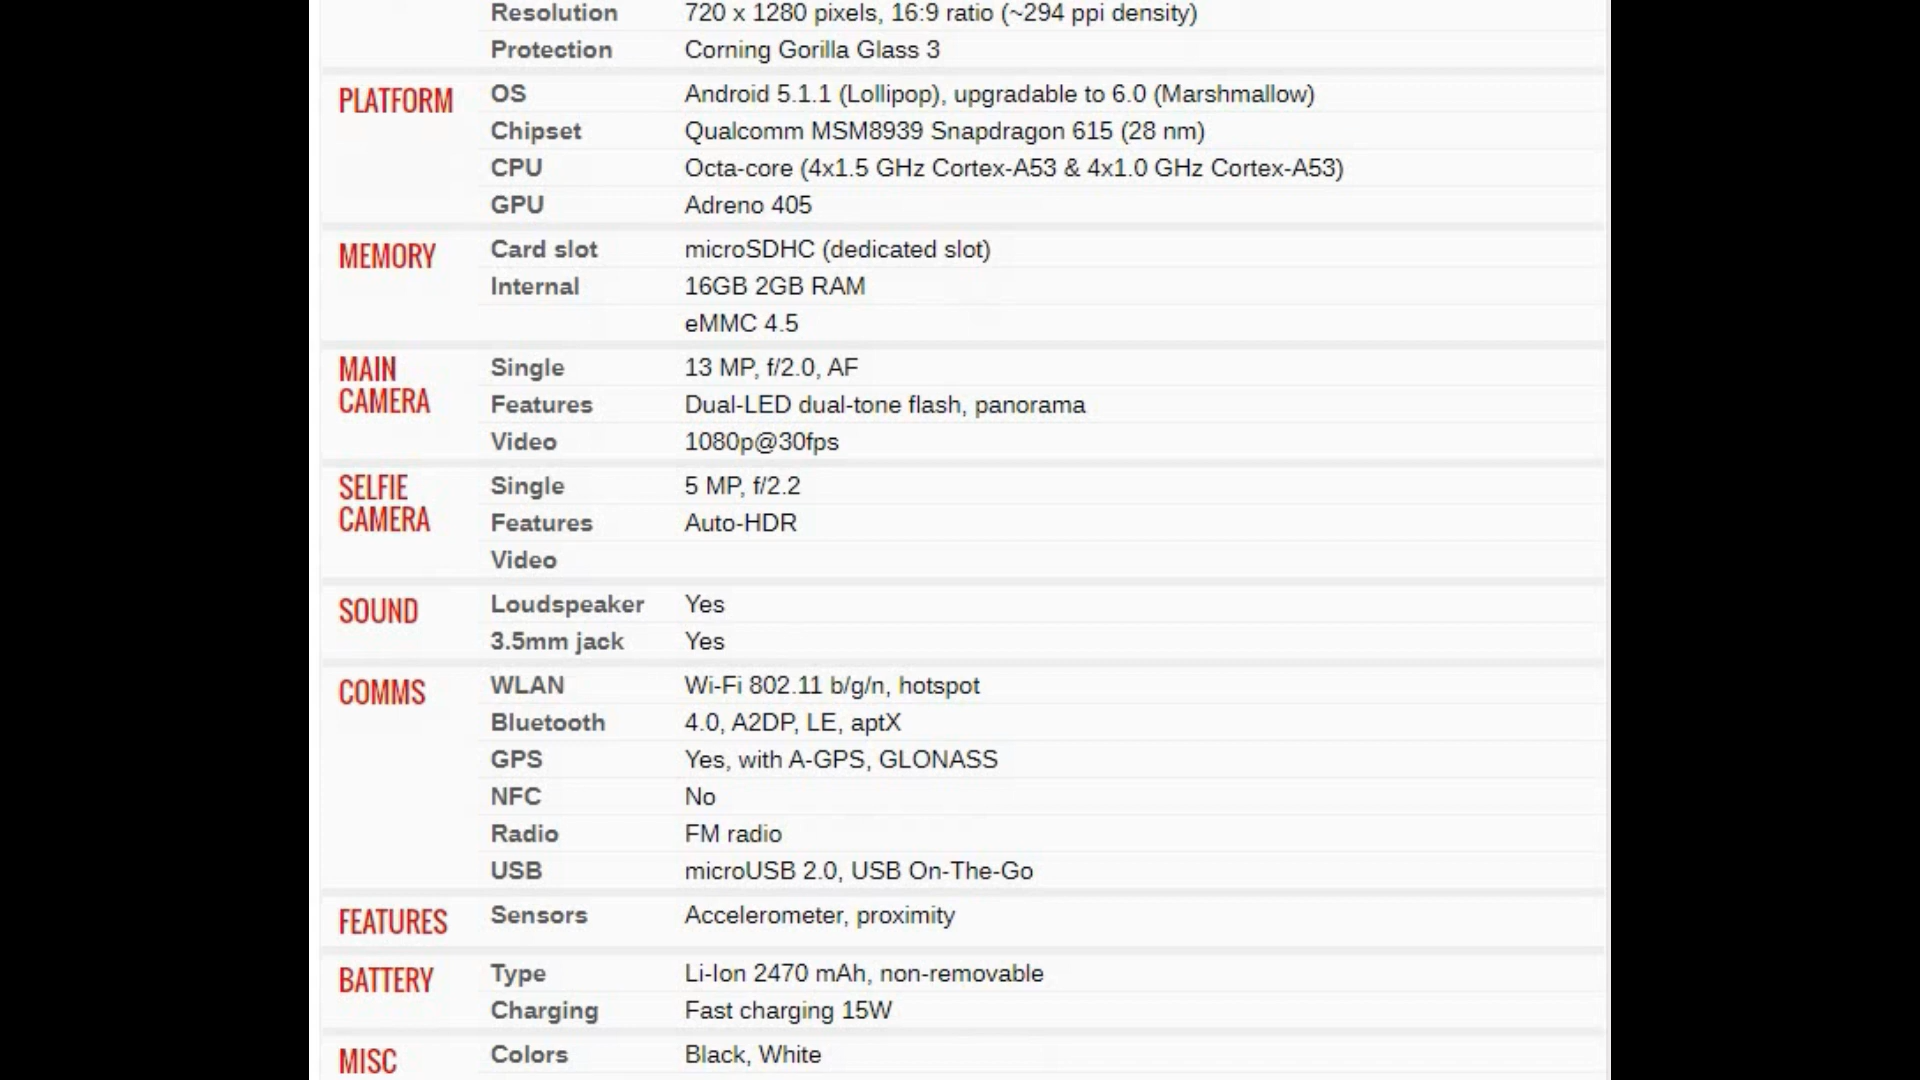 Resolution 720 x 1280 pixels, 16:9 ratio (~294 ppi density)
Protection Corning Gorilla Glass 3
PLATFORM OS Android 5.1.1 (Lollipop), upgradable to 6.0 (Marshmallow)
Chipset Qualcomm MSM8939 Snapdragon 615 (28 nm)
CPU Octa-core (4x1.5 GHz Cortex-A53 & 4x1.0 GHz Cortex-A53)
GPU Adreno 405
MEMORY Card slot microSDHC (dedicated slot)
Internal 16GB 2GB RAM
eMMC 4.5
MAIN CAMERA Single 13 MP, f/2.0, AF
Features Dual-LED dual-tone flash, panorama
Video 1080p@30fps
SELFIE CAMERA Single 5 MP, f/2.2
Features Auto-HDR
Video
SOUND Loudspeaker Yes
3.5mm jack Yes
COMMS WLAN Wi-Fi 802.11 b/g/n, hotspot
Bluetooth 4.0, A2DP, LE, aptX
GPS Yes, with A-GPS, GLONASS
NFC No
Radio FM radio
USB microUSB 2.0, USB On-The-Go
FEATURES Sensors Accelerometer, proximity
BATTERY Type Li-Ion 2470 mAh, non-removable
Charging Fast charging 15W
MISC Colors Black, White